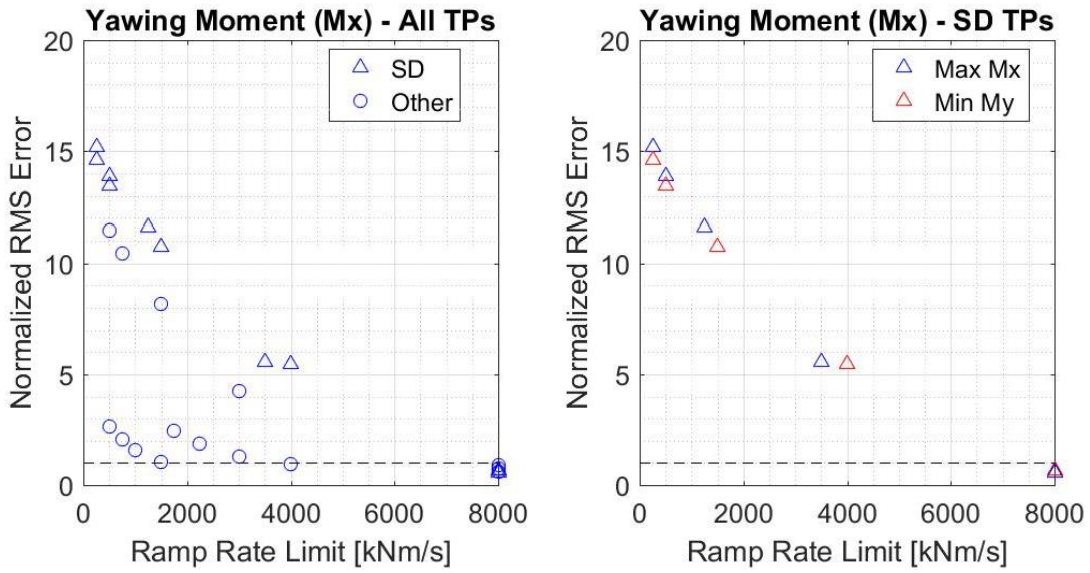 Yawing Moment (Mx) - All TPs
20
15
10
5
0
Normalized RMS Error
SD
Other
0 2000 4000 6000 8000
Ramp Rate Limit [kNm/s]
Yawing Moment (Mx) - SD TPs
20
15
10
5
0
Normalized RMS Error
Max Mx
Min My
0 2000 4000 6000 8000
Ramp Rate Limit [kNm/s]